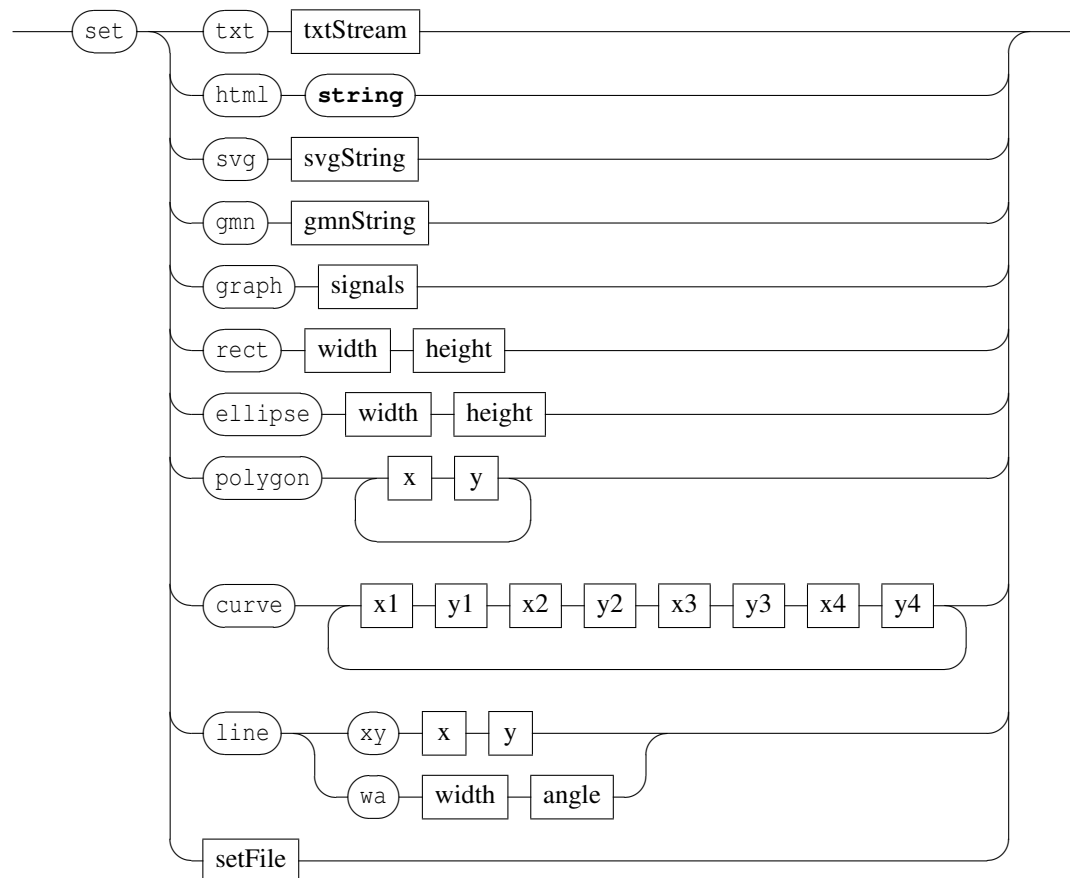 set txt txtStream
html string
svg svgString
gmn gmnString
graph signals
rect width height
ellipse width height
polygon x y
curve x1 y1 x2 y2 x3 y3 x4 y4
line xy x y
wa width angle
setFile